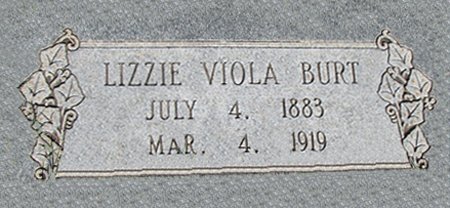 LIZZIE VIOLA BURT
JULY 4, 1883
MAR. 4, 1919